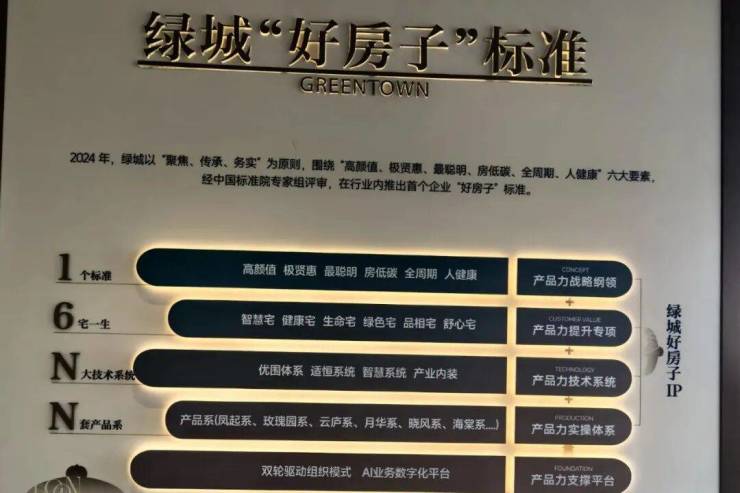 绿城“好房子”标准
GREENTOWN
2024年，绿城以“聚焦、传承、务实”为原则，围绕“高颜值、极贤惠、最聪明、房低碳、全周期、人健康”六大要素，
经中国标准院专家组评审，在行业内推出首个企业“好房子”标准。
1个标准
高颜值 极贤惠 最聪明 房低碳 全周期 人健康
CONCEPT
产品力战略纲领
+
6宅一生
智慧宅 健康宅 生命宅 绿色宅 品相宅 舒心宅
CUSTOMER VALUE
产品力提升专项
+
N大技术系统
优围体系 适恒系统 智慧系统 产业内装
TECHNOLOGY
产品力技术系统
+
N套产品系
产品系(凤起系、玫瑰园系、云庐系、月华系、晓风系、海棠系....)
PRODUCTION
产品力实操体系
+
双轮驱动组织模式 AI业务数字化平台
FOUNDATION
产品力支撑平台
绿城好房子IP